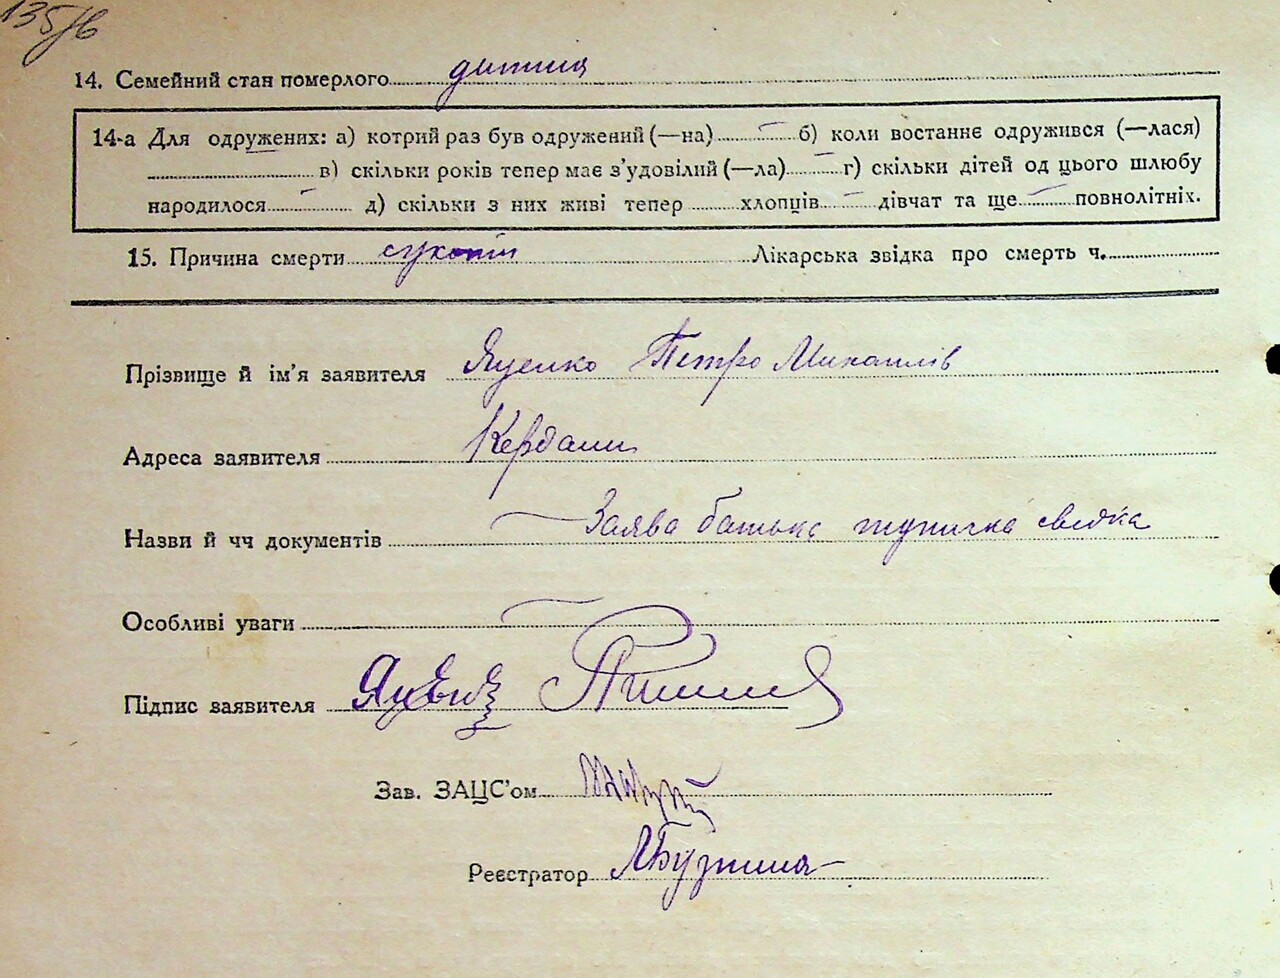 135/в
14. Семейний стан померлого дитина
14-а Для одружених: а) котрий раз був одружений (—на) б) коли востаннє одружився (—лася)
в) скільки років тепер має з’удовілий (—ла) г) скільки дітей од цього шлюбу
народилося д) скільки з них живі тепер хлопців дівчат та ще повнолітніх.
15. Причина смерти сухоти Лікарська звідка про смерть ч.
Прізвище й ім’я заявителя Яценко Петро Михайлів
Адреса заявителя Кердани
Назви й чч документів Заява батька
Особливі уваги
Підпис заявителя
Зав. ЗАЦС’ом
Реєстратор